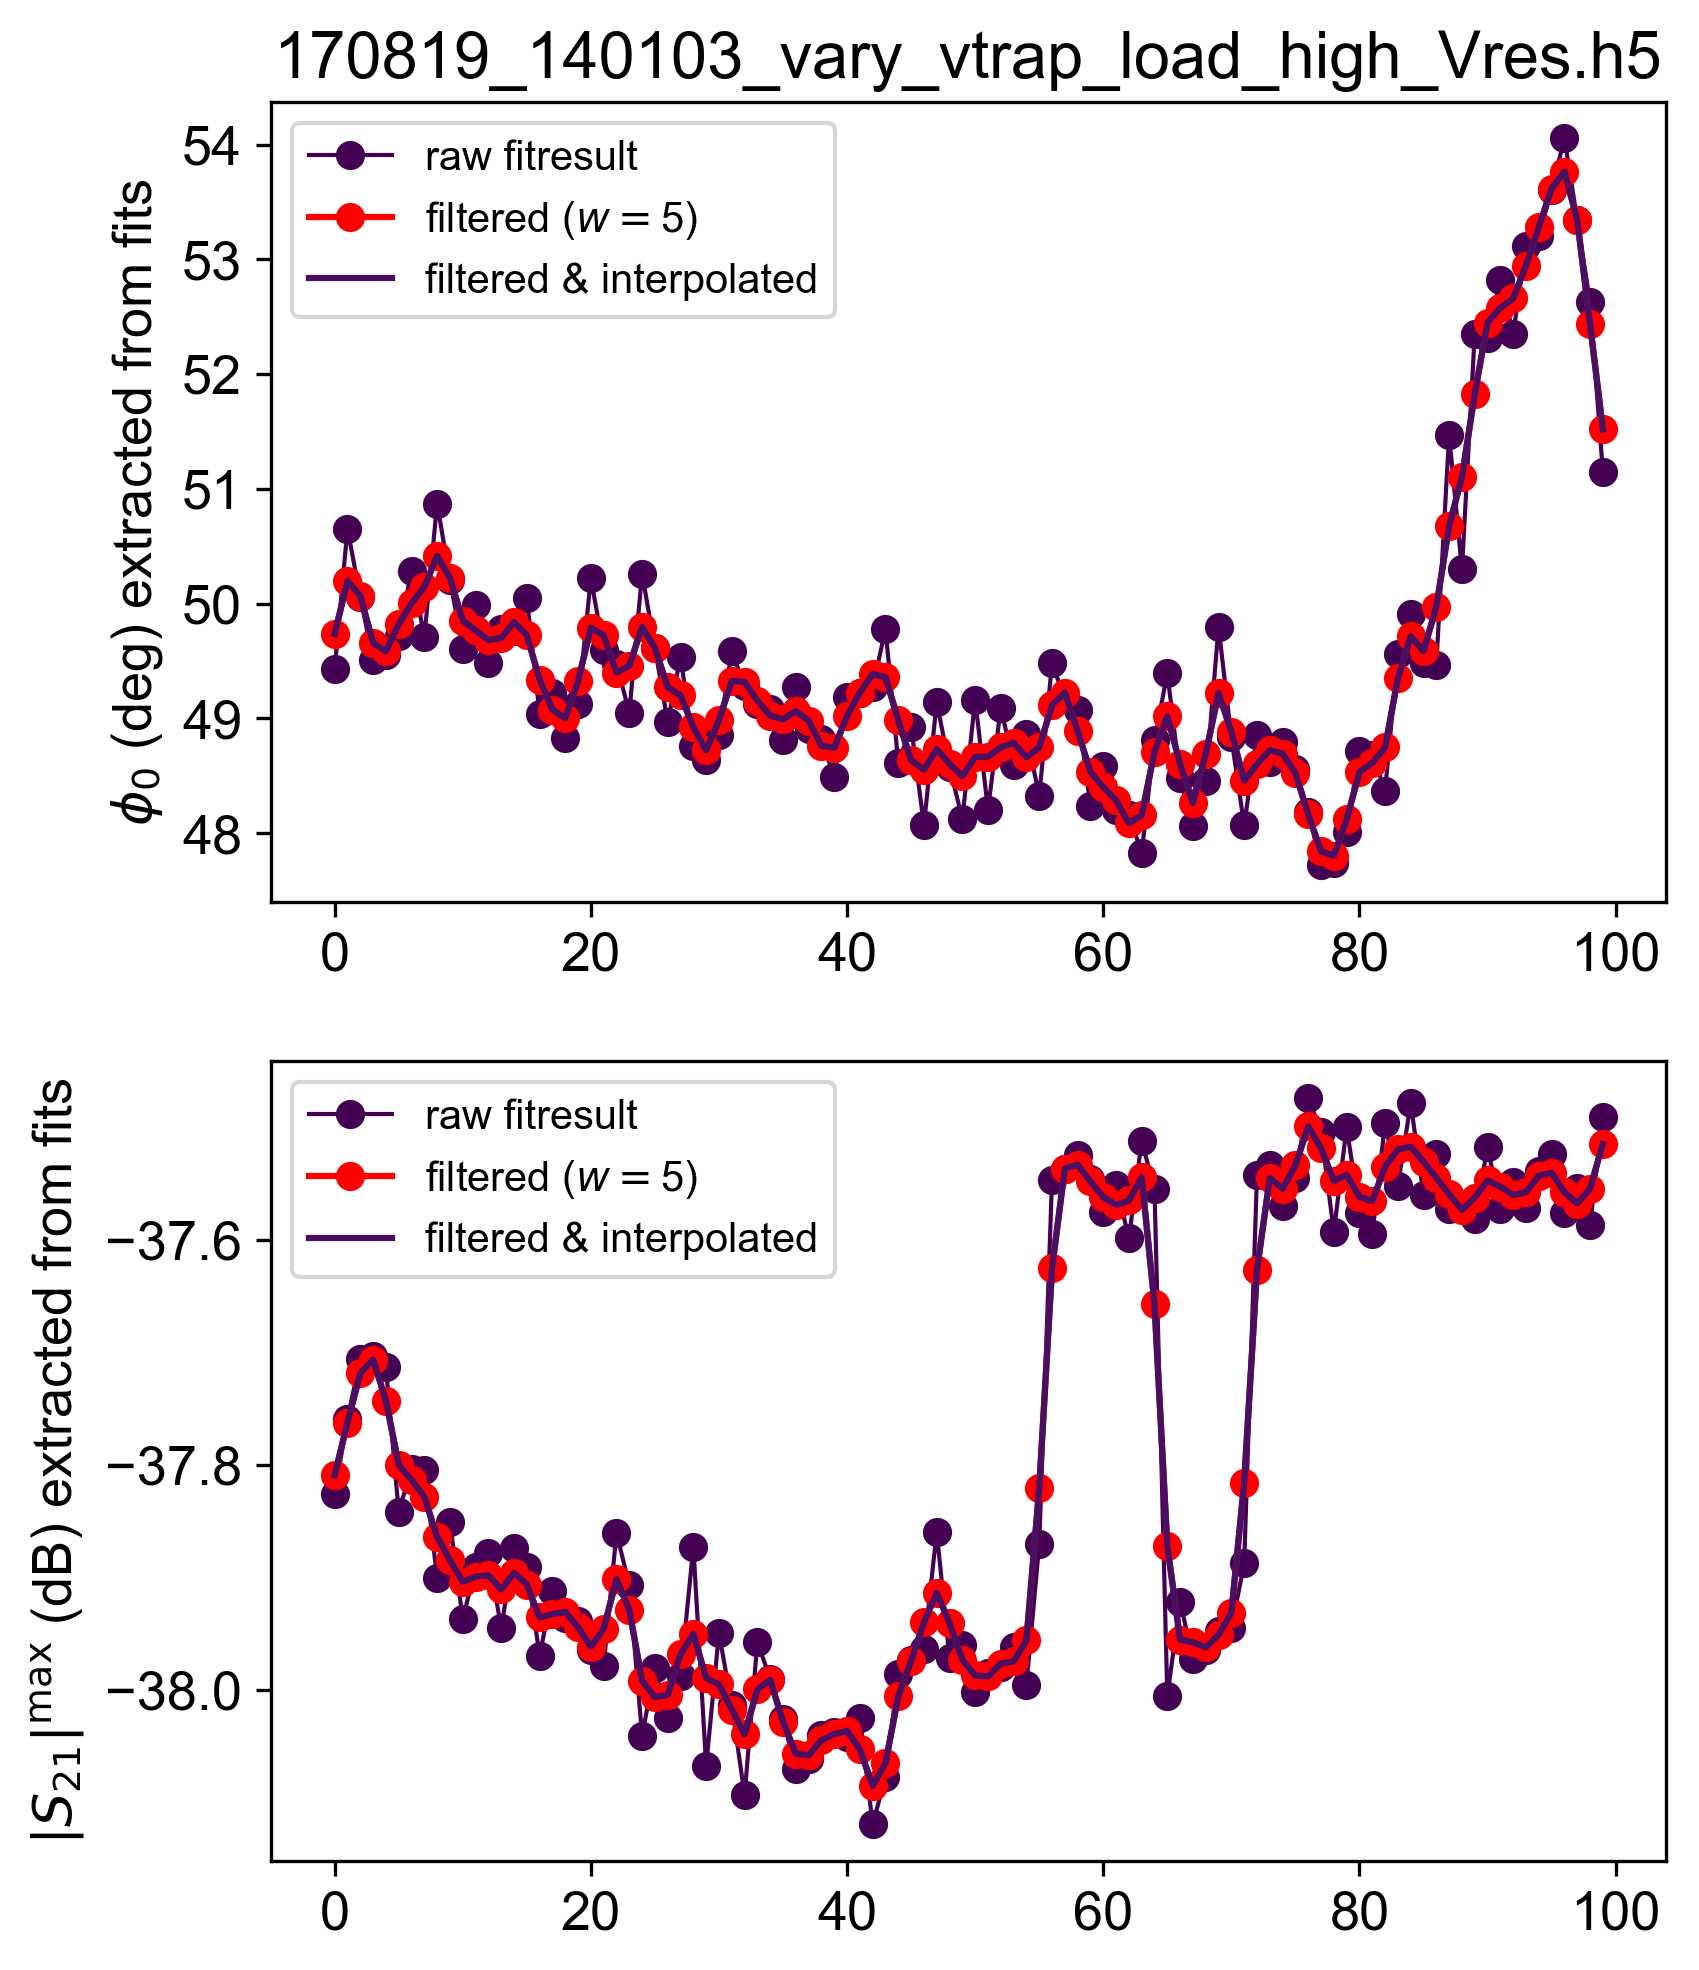 170819_140103_vary_vtrap_load_high_Vres.h5
ϕ₀ (deg) extracted from fits
54
53
52
51
50
49
48
raw fitresult
filtered (w = 5)
filtered & interpolated
0 20 40 60 80 100
|S₂₁|ᵐᵃˣ (dB) extracted from fits
−37.6
−37.8
−38.0
raw fitresult
filtered (w = 5)
filtered & interpolated
0 20 40 60 80 100